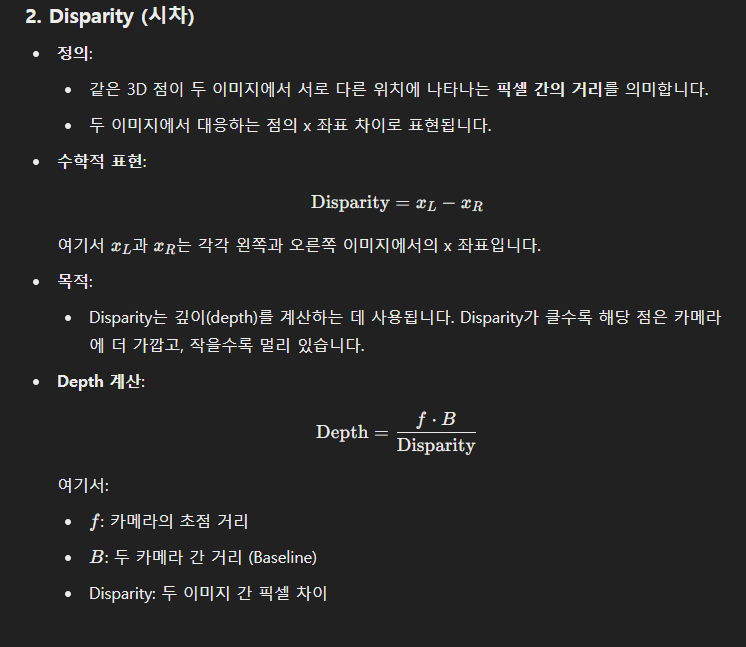 2. Disparity (시차)
• 정의:
• 같은 3D 점이 두 이미지에서 서로 다른 위치에 나타나는 픽셀 간의 거리를 의미합니다.
• 두 이미지에서 대응하는 점의 x 좌표 차이로 표현됩니다.
• 수학적 표현:
Disparity = x_L − x_R
여기서 x_L과 x_R는 각각 왼쪽과 오른쪽 이미지에서의 x 좌표입니다.
• 목적:
• Disparity는 깊이(depth)를 계산하는 데 사용됩니다. Disparity가 클수록 해당 점은 카메라
에 더 가깝고, 작을수록 멀리 있습니다.
• Depth 계산:
Depth = f · B / Disparity
여기서:
• f: 카메라의 초점 거리
• B: 두 카메라 간 거리 (Baseline)
• Disparity: 두 이미지 간 픽셀 차이